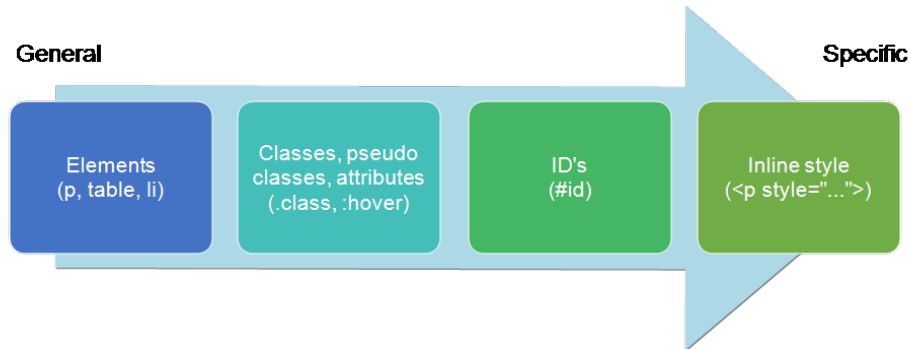 General
Specific
Elements
(p, table, li)
Classes, pseudo
classes, attributes
(.class, :hover)
ID's
(#id)
Inline style
(<p style="...">)